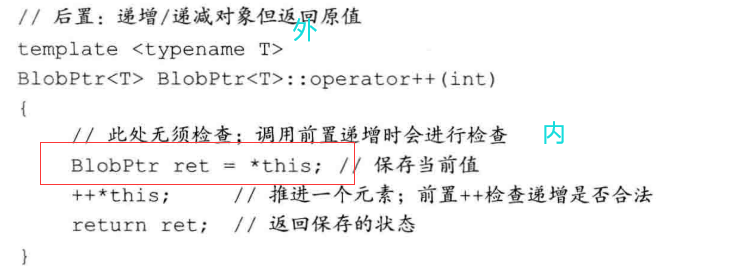 // 后置：递增/递减对象但返回原值
外
template <typename T>
BlobPtr<T> BlobPtr<T>::operator++(int)
{
// 此处无须检查；调用前置递增时会进行检查 内
BlobPtr ret = *this; // 保存当前值
++*this; // 推进一个元素；前置++检查递增是否合法
return ret; // 返回保存的状态
}